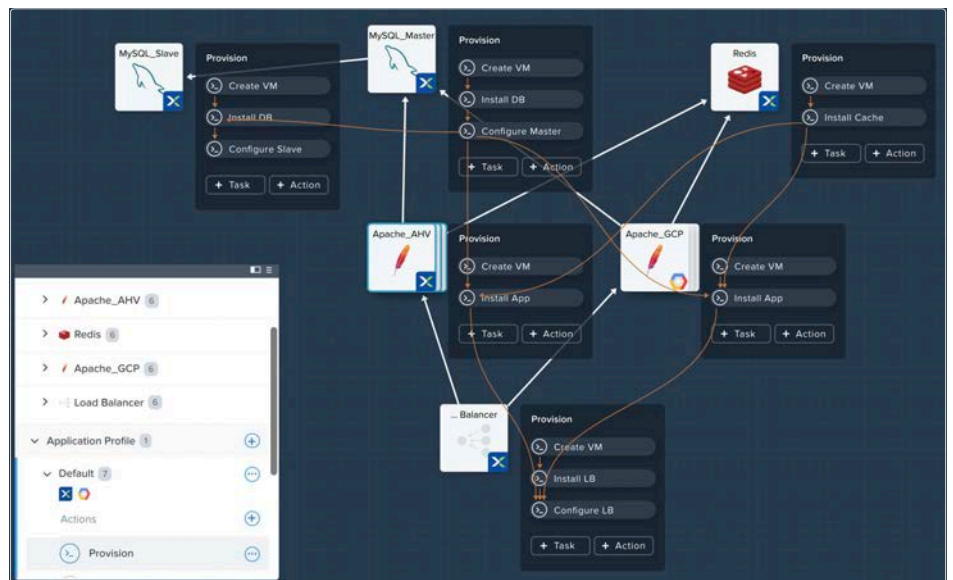 MySQL_Slave
Provision
Create VM
Install DB
Configure Slave
+ Task
+ Action
MySQL_Master
Provision
Create VM
Install DB
Configure Master
+ Task
+ Action
Redis
Provision
Create VM
Install Cache
+ Task
+ Action
Apache_AHV
Provision
Create VM
Install App
+ Task
+ Action
Apache_GCP
Provision
Create VM
Install App
+ Task
+ Action
... Balancer
Provision
Create VM
Install LB
Configure LB
+ Task
+ Action
Apache_AHV 6
Redis 6
Apache_GCP 6
Load Balancer 6
Application Profile 1
Default 7
Actions
Provision